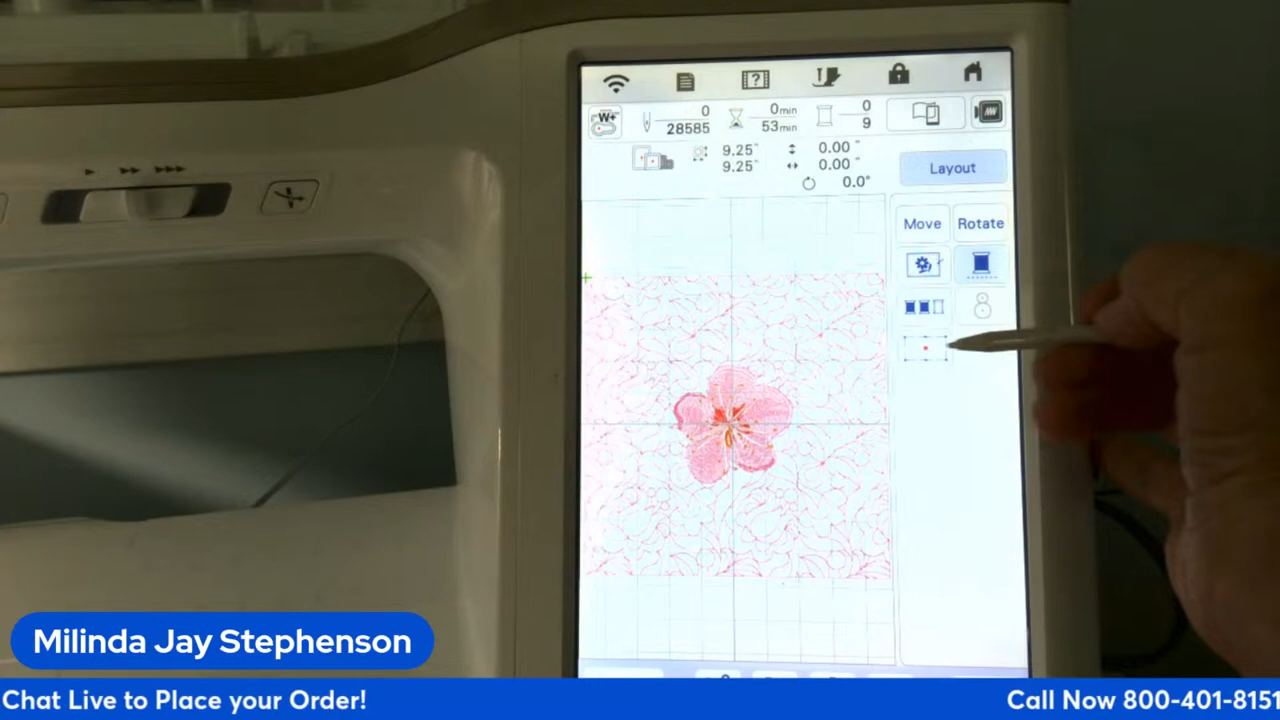 W+
0
28585
0min
53min
0
9
9.25"
9.25"
0.00 "
0.00 "
0.0°
Layout
Move
Rotate
Milinda Jay Stephenson
Chat Live to Place your Order!
Call Now 800-401-8151